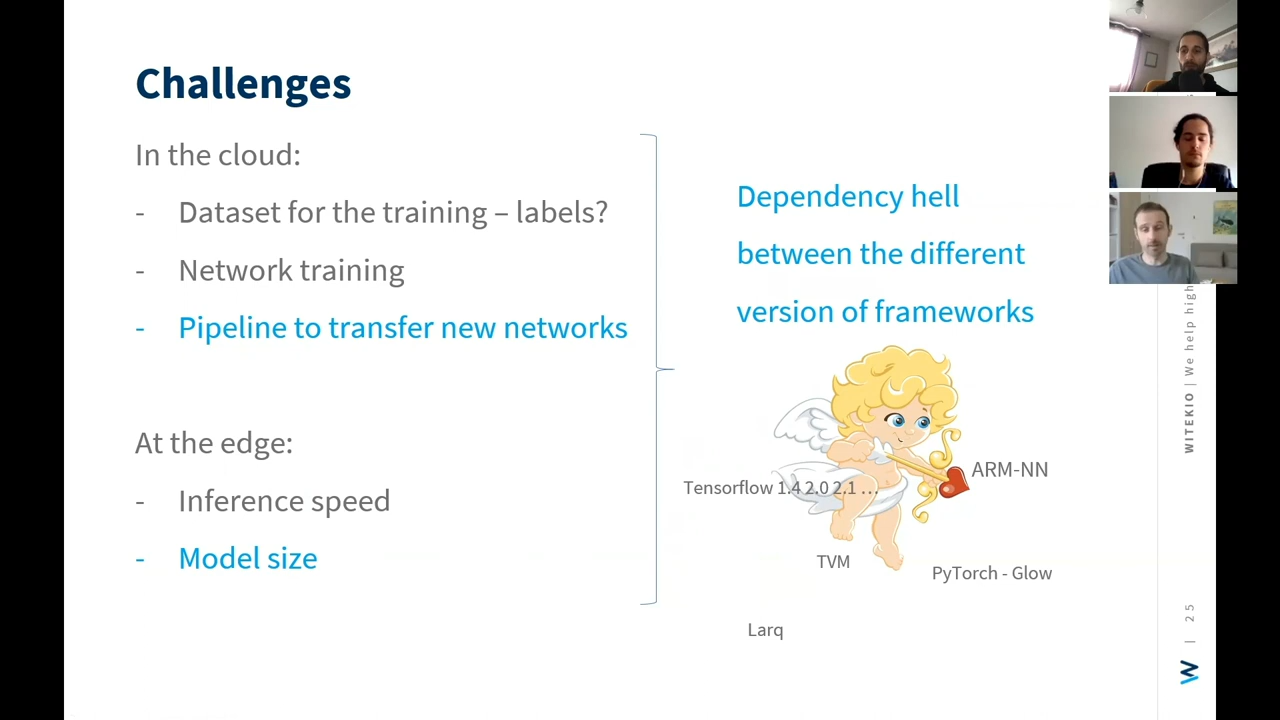 Challenges
In the cloud:
- Dataset for the training – labels?
- Network training
- Pipeline to transfer new networks
At the edge:
- Inference speed
- Model size
Dependency hell
between the different
version of frameworks
ARM-NN
Tensorflow 1.4 2.0 2.1 …
TVM
PyTorch - Glow
Larq
WITEKIO | We help
| 25
W